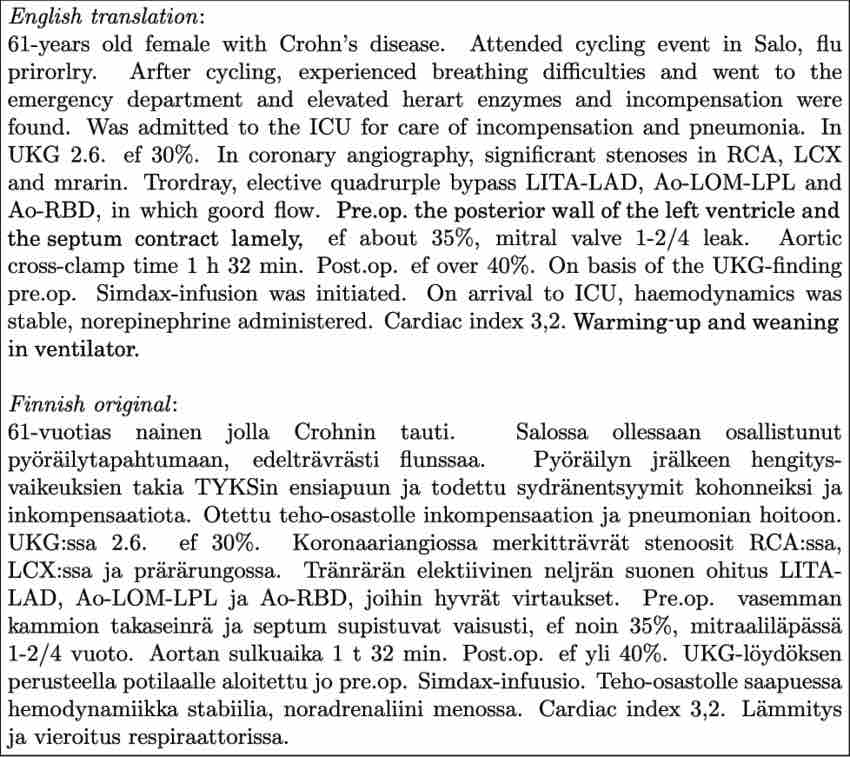 English translation:
61-years old female with Crohn's disease. Attended cycling event in Salo, flu
prirorlry. Arfter cycling, experienced breathing difficulties and went to the
emergency department and elevated herart enzymes and incompensation were
found. Was admitted to the ICU for care of incompensation and pneumonia. In
UKG 2.6. ef 30%. In coronary angiography, significrant stenoses in RCA, LCX
and mrarin. Trordray, elective quadrurple bypass LITA-LAD, Ao-LOM-LPL and
Ao-RBD, in which goord flow. Pre.op. the posterior wall of the left ventricle and
the septum contract lamely, ef about 35%, mitral valve 1-2/4 leak. Aortic
cross-clamp time 1 h 32 min. Post.op. ef over 40%. On basis of the UKG-finding
pre.op. Simdax-infusion was initiated. On arrival to ICU, haemodynamics was
stable, norepinephrine administered. Cardiac index 3,2. Warming-up and weaning
in ventilator.
Finnish original:
61-vuotias nainen jolla Crohnin tauti. Salossa ollessaan osallistunut
pyöräilytapahtumaan, edelträvrästi flunssaa. Pyöräilyn jrälkeen hengitys-
vaikeuksien takia TYKSin ensiapuun ja todettu sydränentsyymit kohonneiksi ja
inkompensaatiota. Otettu teho-osastolle inkompensaation ja pneumonian hoitoon.
UKG:ssa 2.6. ef 30%. Koronaariangiossa merkitträvrät stenoosit RCA:ssa,
LCX:ssa ja prärärungossa. Tränrärän elektiivinen neljrän suonen ohitus LITA-
LAD, Ao-LOM-LPL ja Ao-RBD, joihin hyvrät virtaukset. Pre.op. vasemman
kammion takaseinrä ja septum supistuvat vaisusti, ef noin 35%, mitraaliläpässä
1-2/4 vuoto. Aortan sulkuaika 1 t 32 min. Post.op. ef yli 40%. UKG-löydöksen
perusteella potilaalle aloitettu jo pre.op. Simdax-infuusio. Teho-osastolle saapuessa
hemodynamiikka stabiilia, noradrenaliini menossa. Cardiac index 3,2. Lämmitys
ja vieroitus respiraattorissa.